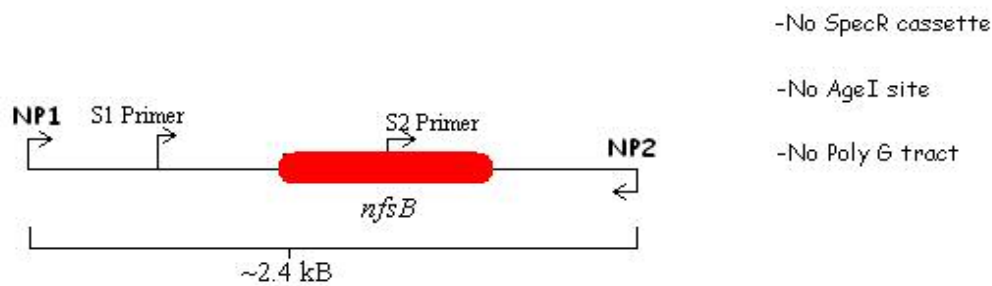 -No SpecR cassette
-No AgeI site
-No Poly G tract
NP1
S1 Primer
S2 Primer
NP2
nfsB
~2.4 kB